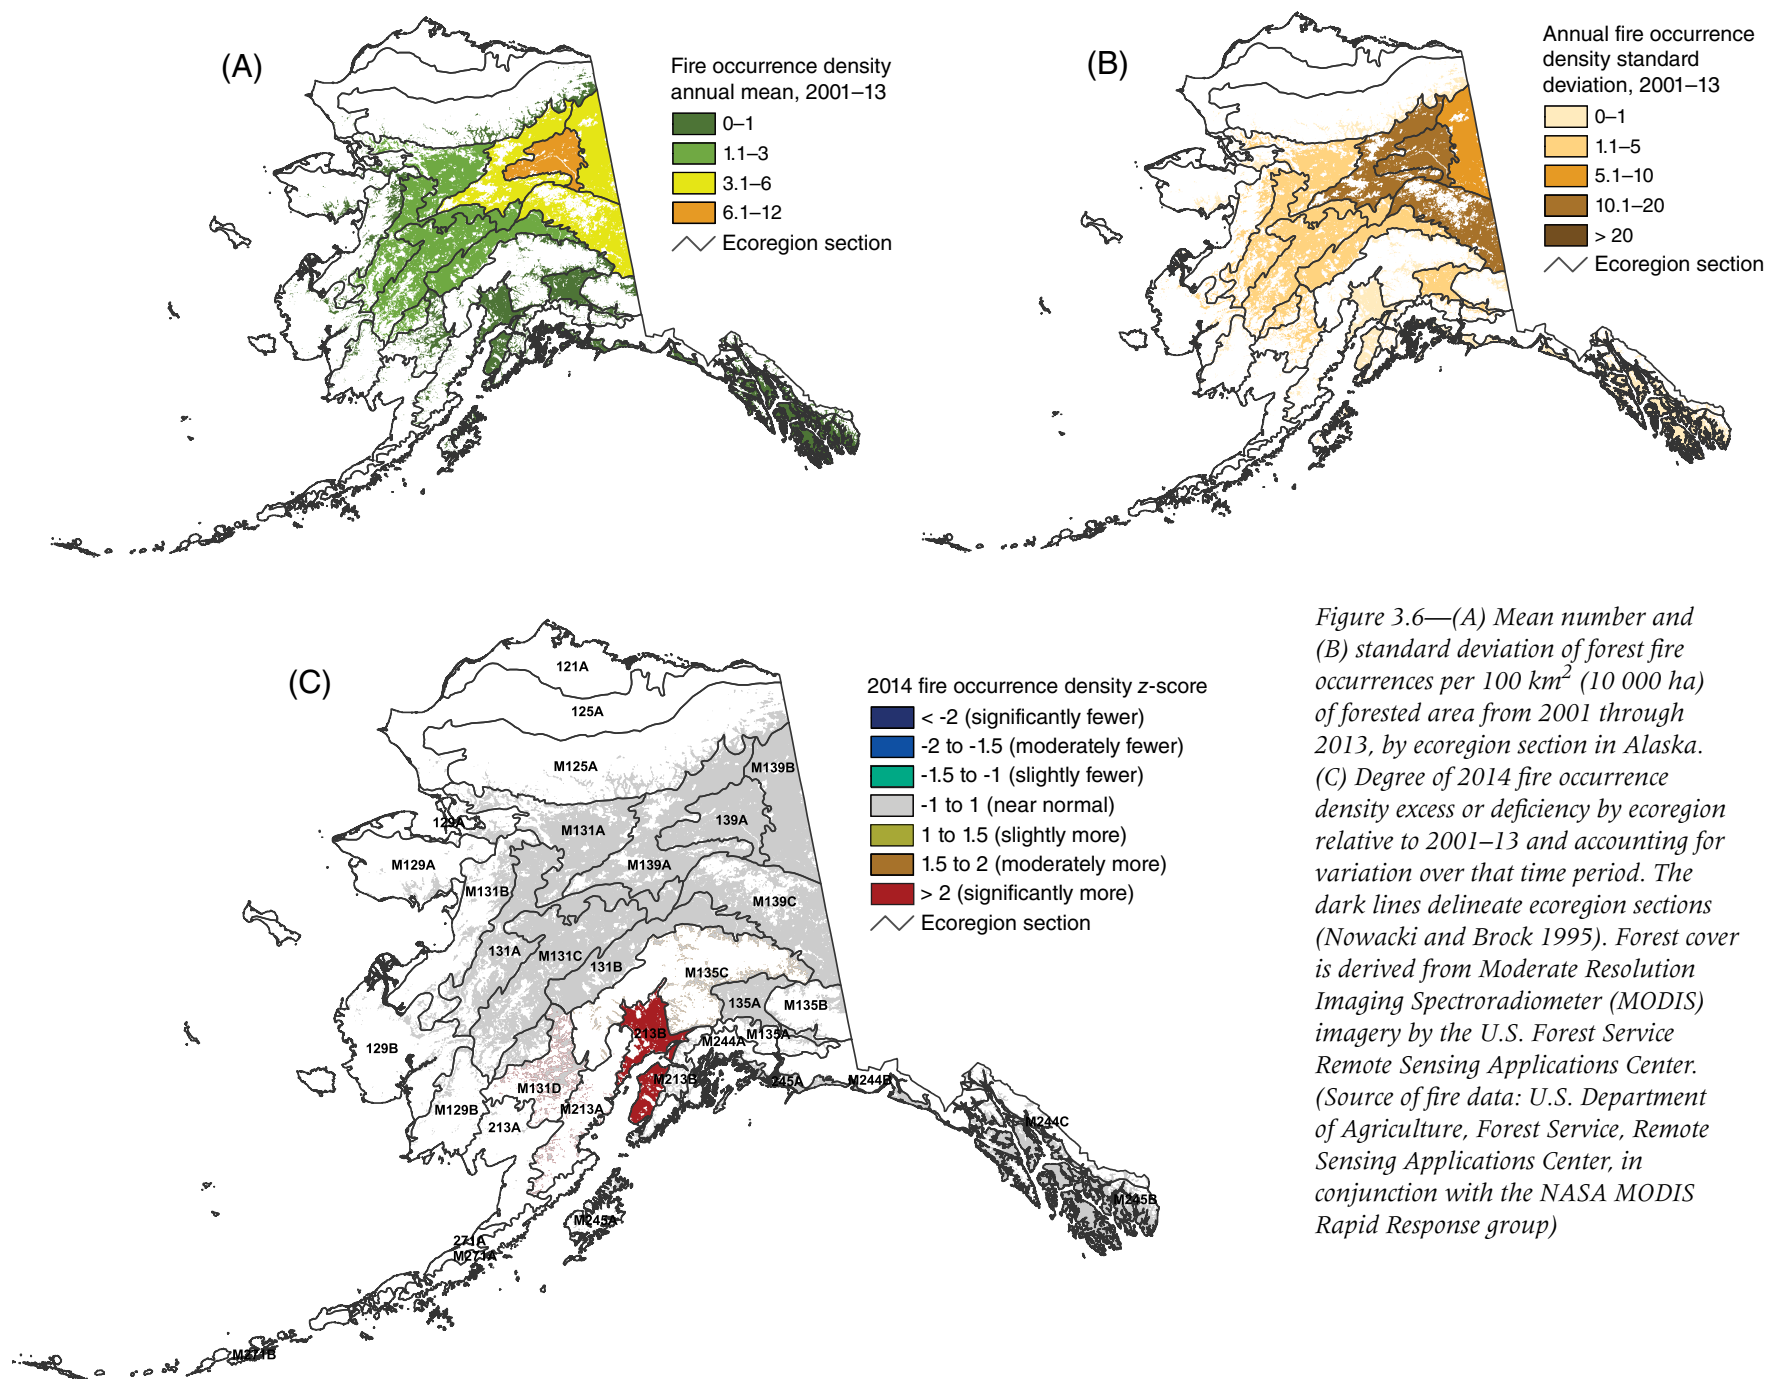 (A)
Fire occurrence density
annual mean, 2001–13
0–1
1.1–3
3.1–6
6.1–12
Ecoregion section
(B)
Annual fire occurrence
density standard
deviation, 2001–13
0–1
1.1–5
5.1–10
10.1–20
> 20
Ecoregion section
(C)
2014 fire occurrence density z-score
< -2 (significantly fewer)
-2 to -1.5 (moderately fewer)
-1.5 to -1 (slightly fewer)
-1 to 1 (near normal)
1 to 1.5 (slightly more)
1.5 to 2 (moderately more)
> 2 (significantly more)
Ecoregion section
121A
125A
M125A
M139B
129A
M131A
139A
M129A
M139A
M131B
M139C
131A
M131C
131B
M135C
135A
M135B
213B
M135A
M244A
129B
M213B
245A
M244B
M131D
M129B
M213A
213A
M244C
M245B
M245A
271A
M271A
M271B
Figure 3.6—(A) Mean number and
(B) standard deviation of forest fire
occurrences per 100 km² (10 000 ha)
of forested area from 2001 through
2013, by ecoregion section in Alaska.
(C) Degree of 2014 fire occurrence
density excess or deficiency by ecoregion
relative to 2001–13 and accounting for
variation over that time period. The
dark lines delineate ecoregion sections
(Nowacki and Brock 1995). Forest cover
is derived from Moderate Resolution
Imaging Spectroradiometer (MODIS)
imagery by the U.S. Forest Service
Remote Sensing Applications Center.
(Source of fire data: U.S. Department
of Agriculture, Forest Service, Remote
Sensing Applications Center, in
conjunction with the NASA MODIS
Rapid Response group)